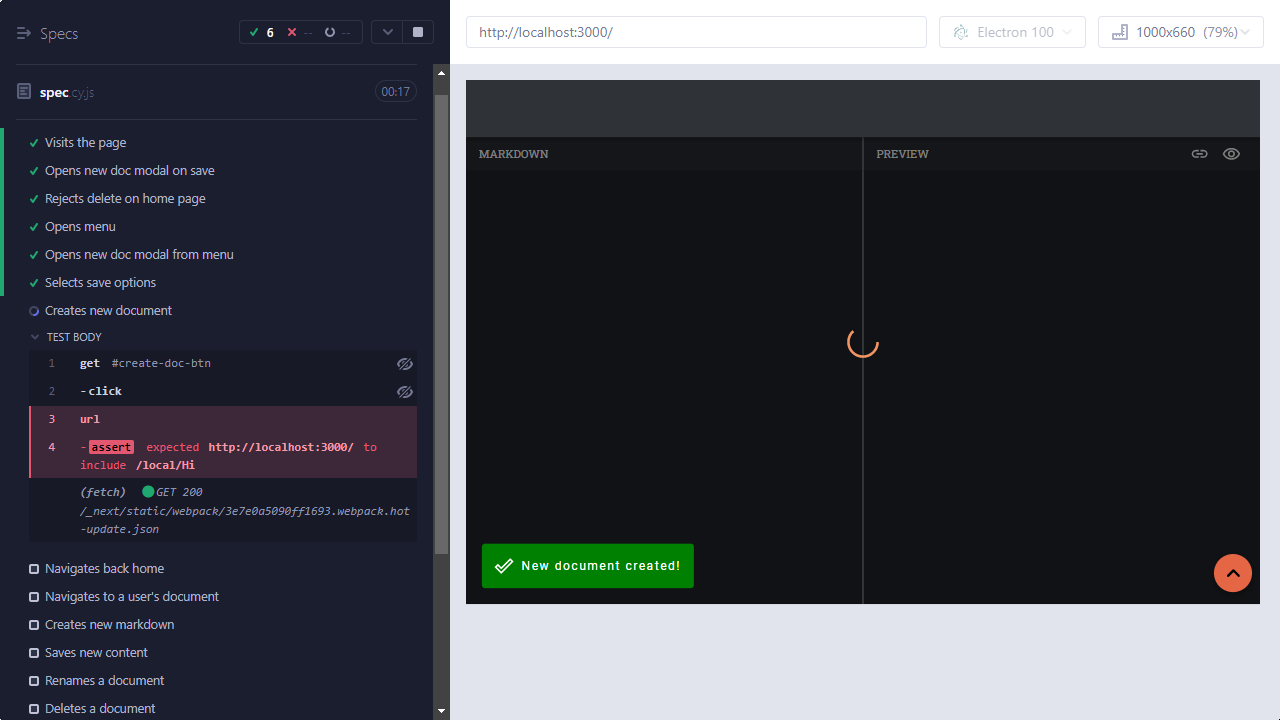 Specs
6
--
--
spec.cy.js
00:17
Visits the page
Opens new doc modal on save
Rejects delete on home page
Opens menu
Opens new doc modal from menu
Selects save options
Creates new document
TEST BODY
1 get #create-doc-btn
2 -click
3 url
4 -assert expected http://localhost:3000/ to
include /local/Hi
(fetch) GET 200
/_next/static/webpack/3e7e0a5090ff1693.webpack.hot
-update.json
Navigates back home
Navigates to a user's document
Creates new markdown
Saves new content
Renames a document
Deletes a document
http://localhost:3000/
Electron 100
1000x660 (79%)
MARKDOWN
PREVIEW
New document created!